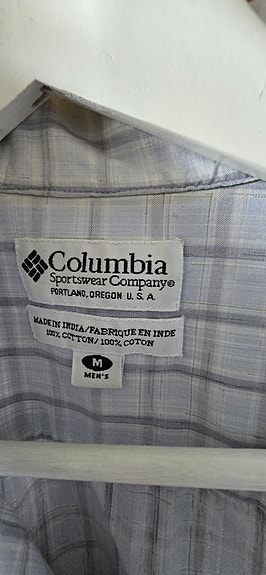 Columbia
Sportswear Company®
PORTLAND, OREGON U.S.A.
MADE IN INDIA/FABRIQUE EN INDE
100% COTTON/100% COTON
M
MEN'S